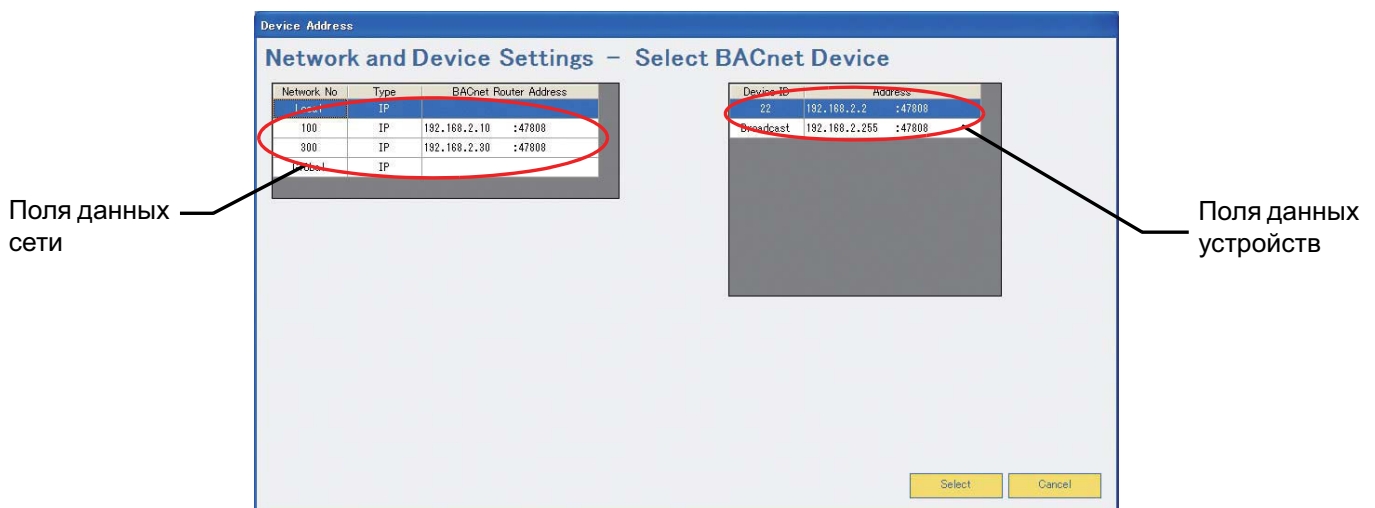 Device Address
Network and Device Settings - Select BACnet Device
Network No Type BACnet Router Address
Local IP
100 IP 192.168.2.10 :47808
300 IP 192.168.2.30 :47808
Global IP
Device ID Address
22 192.168.2.2 :47808
Broadcast 192.168.2.255 :47808
Поля данных
сети
Поля данных
устройств
Select Cancel